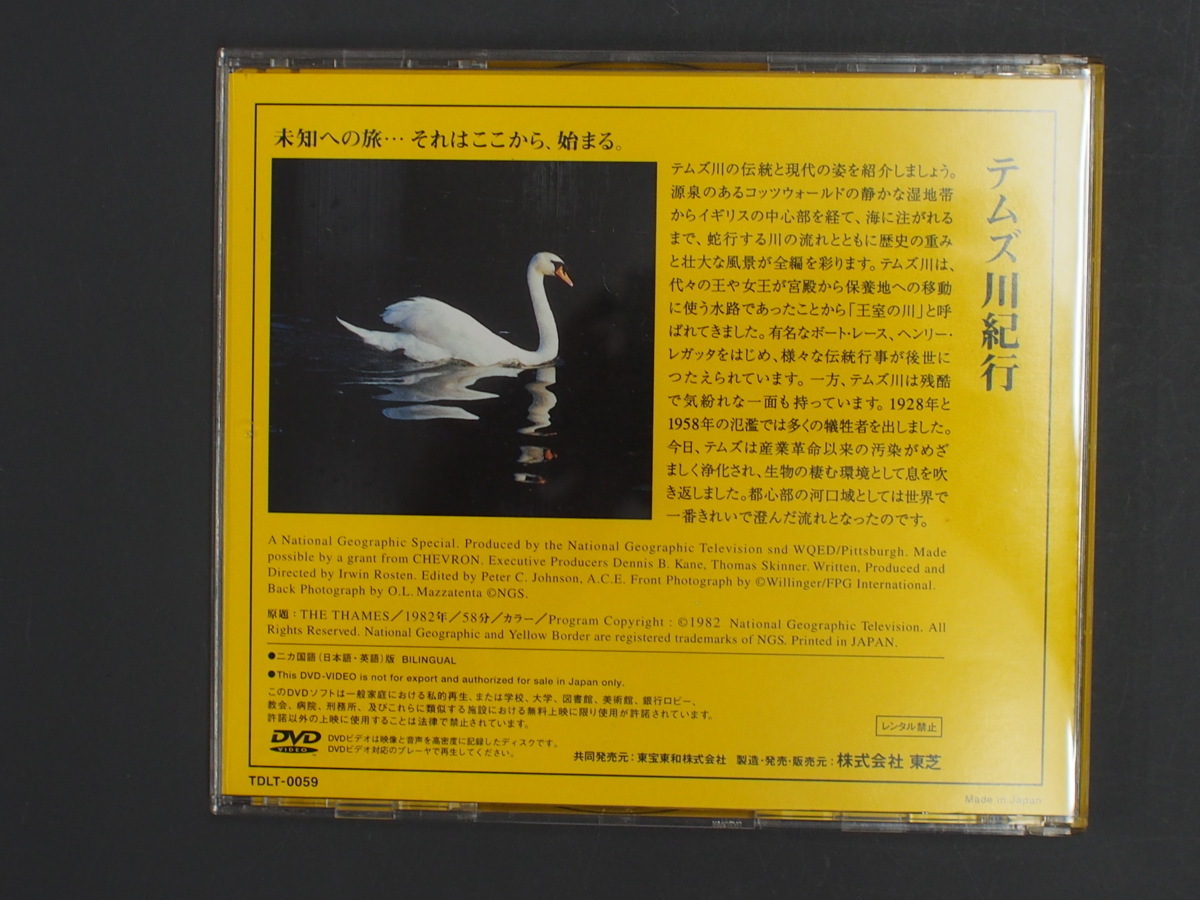 未知への旅…それはここから、始まる。
テムズ川紀行
テムズ川の伝統と現代の姿を紹介しましょう。
源泉のあるコッツウォールドの静かな湿地帯
からイギリスの中心部を経て、海に注がれる
まで、蛇行する川の流れとともに歴史の重み
と壮大な風景が全編を彩ります。テムズ川は、
代々の王や女王が宮殿から保養地への移動
に使う水路であったことから「王室の川」と呼
ばれてきました。有名なボート・レース、ヘンリー・
レガッタをはじめ、様々な伝統行事が後世に
つたえられています。一方、テムズ川は残酷
で気紛れな一面も持っています。1928年と
1958年の氾濫では多くの犠牲者を出しました。
今日、テムズは産業革命以来の汚染がめざ
ましく浄化され、生物の棲む環境として息を吹
き返しました。都心部の河口域としては世界で
一番きれいで澄んだ流れとなったのです。
A National Geographic Special. Produced by the National Geographic Television snd WQED/Pittsburgh. Made
possible by a grant from CHEVRON. Executive Producers Dennis B. Kane, Thomas Skinner. Written, Produced and
Directed by Irwin Rosten. Edited by Peter C. Johnson, A.C.E. Front Photograph by ©Willinger/FPG International.
Back Photograph by O.L. Mazzatenta ©NGS.
原題：THE THAMES／1982年／58分／カラー／Program Copyright : ©1982 National Geographic Television. All
Rights Reserved. National Geographic and Yellow Border are registered trademarks of NGS. Printed in JAPAN.
●二カ国語（日本語・英語）版 BILINGUAL
●This DVD-VIDEO is not for export and authorized for sale in Japan only.
このDVDソフトは一般家庭における私的再生、または学校、大学、図書館、美術館、銀行ロビー、
教会、病院、刑務所、及びこれらに類似する施設における無料上映に限り使用が許諾されています。
許諾以外の上映に使用することは法律で禁止されています。
レンタル禁止
DVD
VIDEO
DVDビデオは映像と音声を高密度に記録したディスクです。
DVDビデオ対応のプレーヤで再生してください。
共同発売元：東宝東和株式会社 製造・発売・販売元：株式会社 東芝
TDLT-0059
Made in Japan